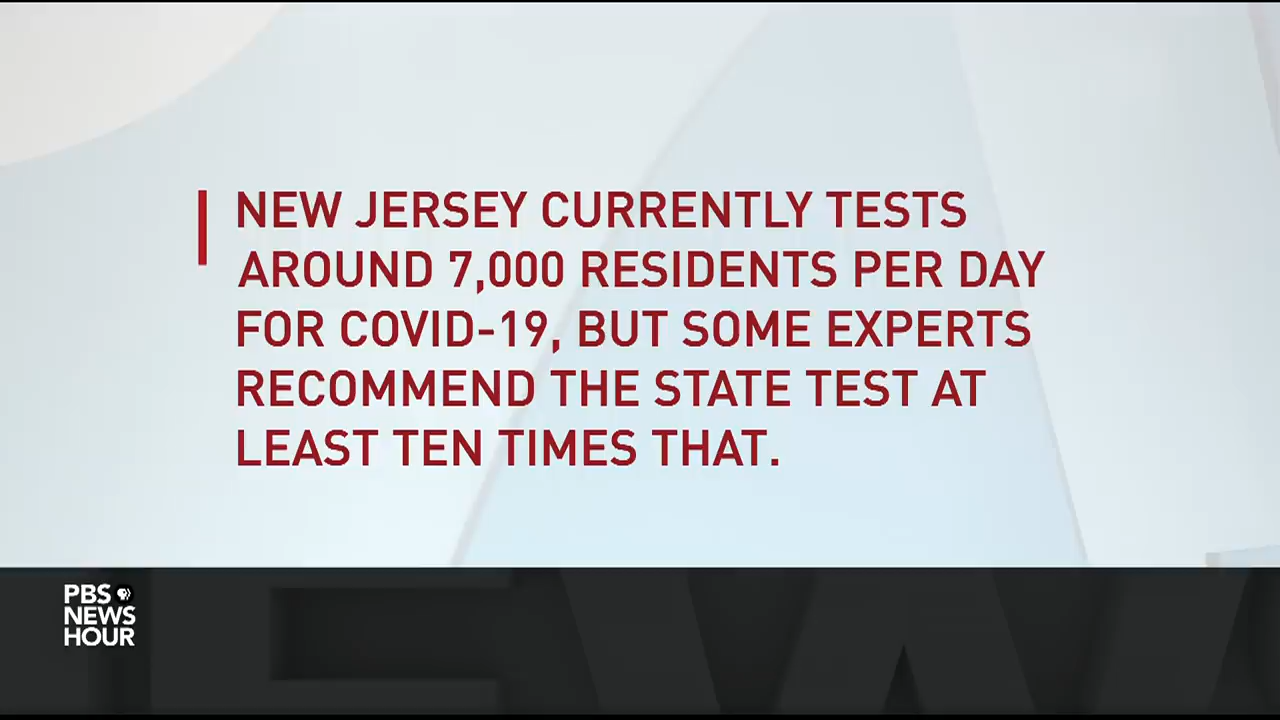 NEW JERSEY CURRENTLY TESTS
AROUND 7,000 RESIDENTS PER DAY
FOR COVID-19, BUT SOME EXPERTS
RECOMMEND THE STATE TEST AT
LEAST TEN TIMES THAT.
PBS
NEWS
HOUR